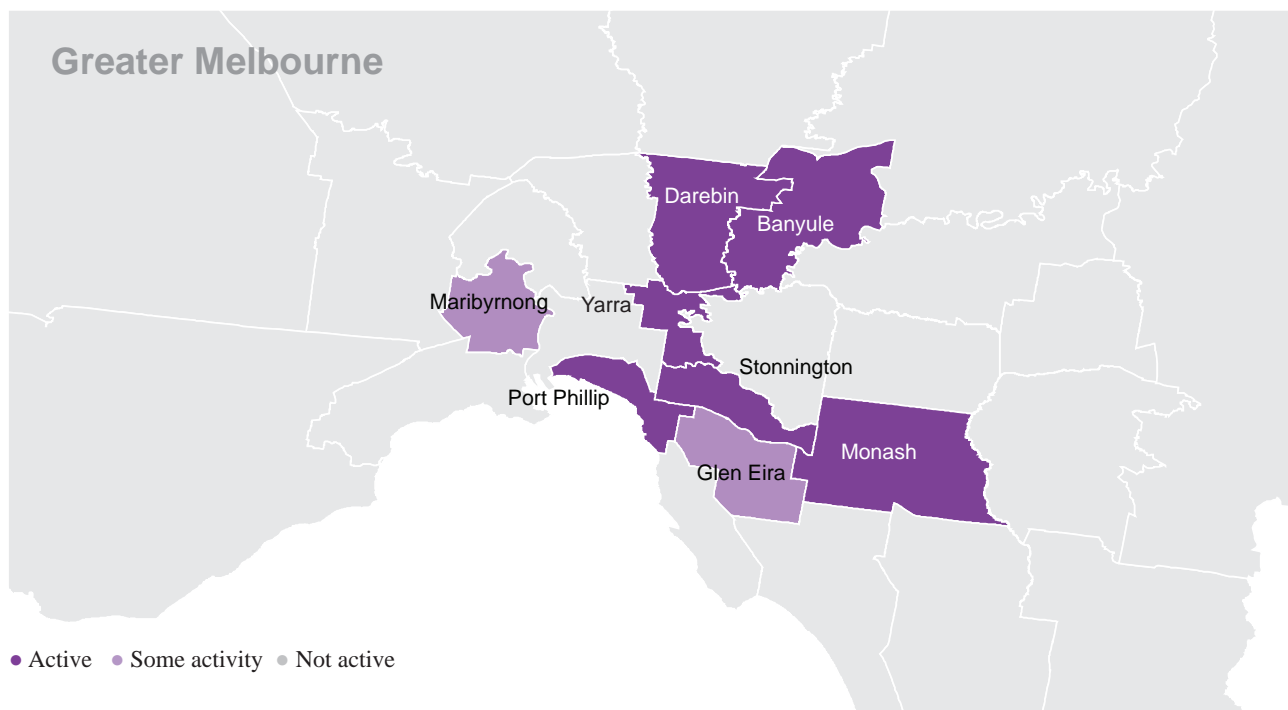 Greater Melbourne
Darebin
Banyule
Maribyrnong
Yarra
Stonnington
Port Phillip
Monash
Glen Eira
Active
Some activity
Not active